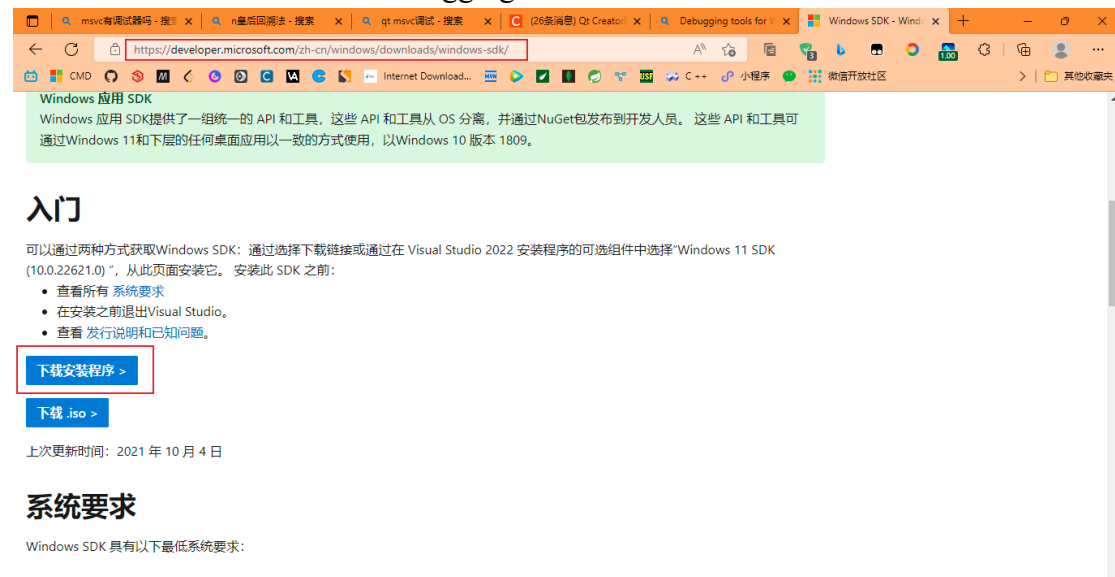 msvc有调试器吗 - 搜索
n皇后回溯法 - 搜索
qt msvc调试 - 搜索
(26条消息) Qt Creator
Debugging tools for W
Windows SDK - Windo
https://developer.microsoft.com/zh-cn/windows/downloads/windows-sdk/
1.00
CMD
Internet Download...
C ++
小程序
微信开放社区
其他收藏夹
Windows 应用 SDK
Windows 应用 SDK提供了一组统一的 API 和工具，这些 API 和工具从 OS 分离，并通过NuGet包发布到开发人员。 这些 API 和工具可
通过Windows 11和下层的任何桌面应用以一致的方式使用，以Windows 10 版本 1809。
入门
可以通过两种方式获取Windows SDK：通过选择下载链接或通过在 Visual Studio 2022 安装程序的可选组件中选择“Windows 11 SDK
(10.0.22621.0) “，从此页面安装它。 安装此 SDK 之前：
查看所有 系统要求
在安装之前退出Visual Studio。
查看 发行说明和已知问题。
下载安装程序 >
下载 .iso >
上次更新时间：2021 年 10 月 4 日
系统要求
Windows SDK 具有以下最低系统要求：